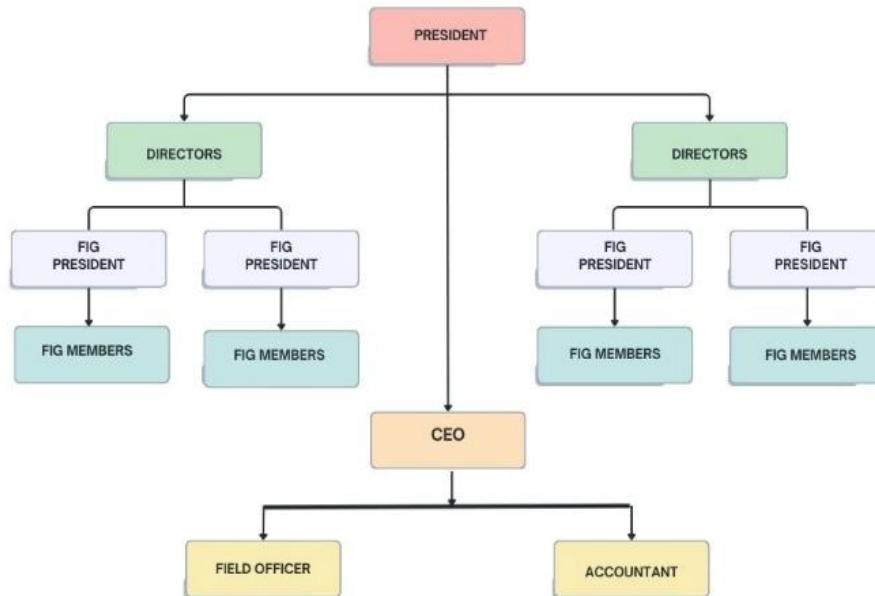 PRESIDENT
DIRECTORS
DIRECTORS
FIG
PRESIDENT
FIG
PRESIDENT
FIG
PRESIDENT
FIG
PRESIDENT
FIG MEMBERS
FIG MEMBERS
FIG MEMBERS
FIG MEMBERS
CEO
FIELD OFFICER
ACCOUNTANT